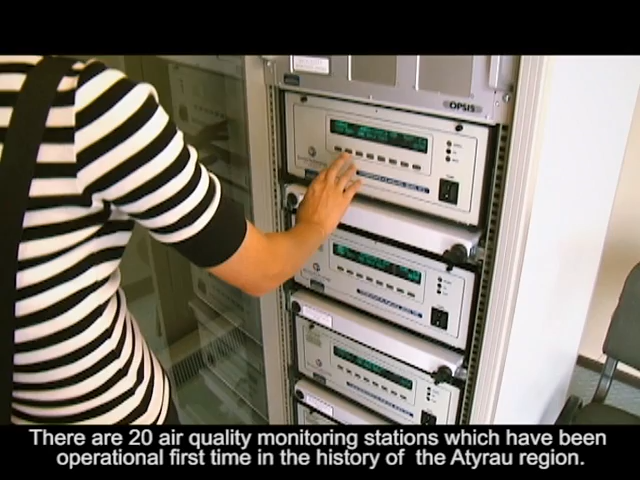 OPSIS
There are 20 air quality monitoring stations which have been
operational first time in the history of the Atyrau region.